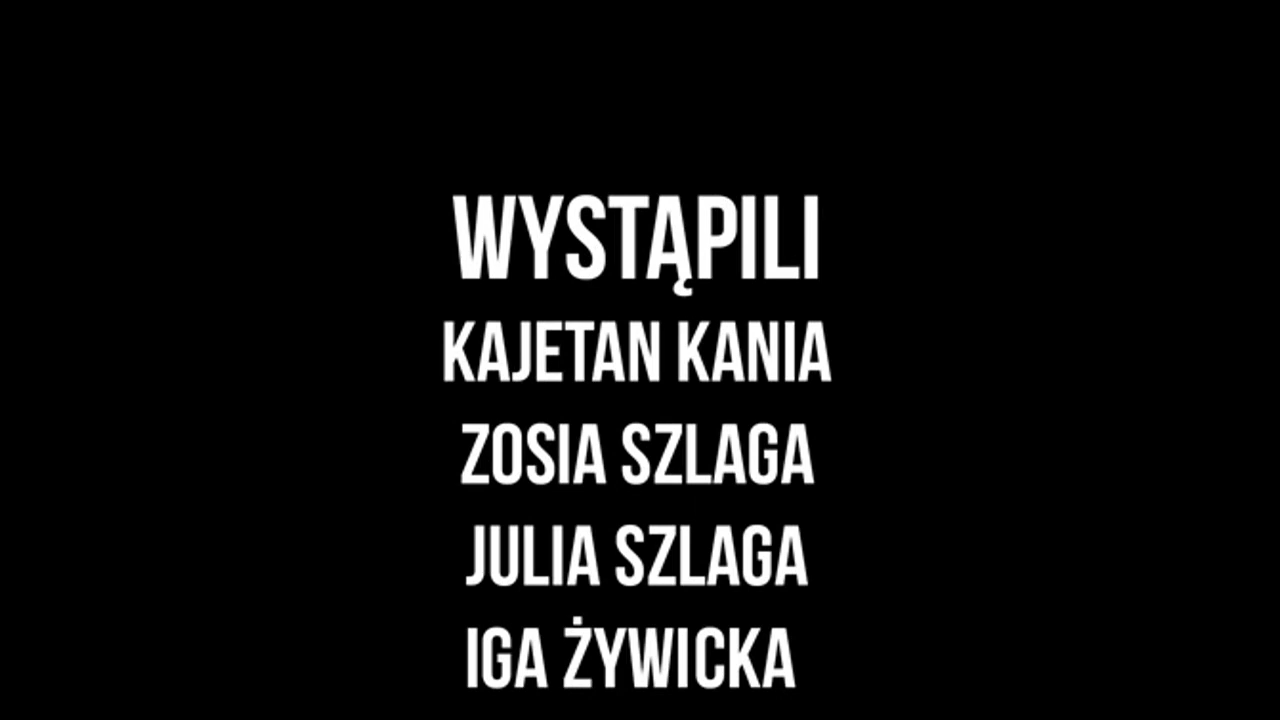 WYSTĄPILI
KAJETAN KANIA
ZOSIA SZLAGA
JULIA SZLAGA
IGA ŻYWICKA